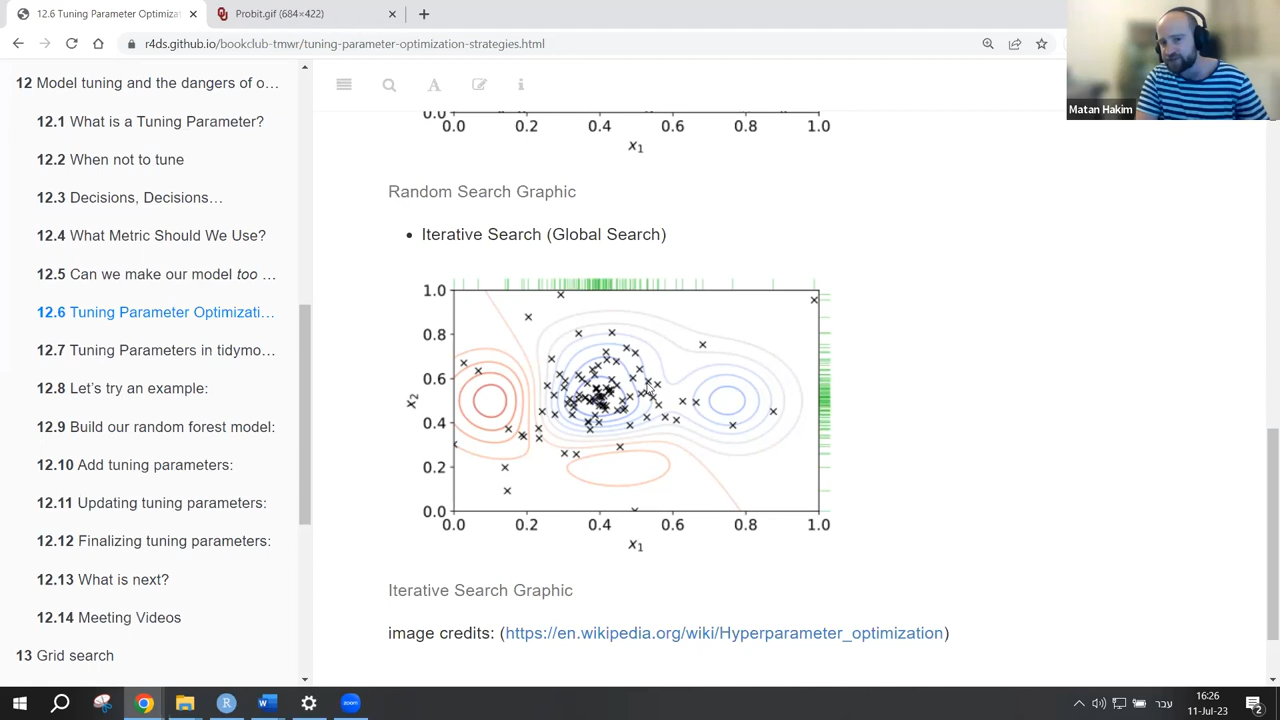 12.6 Tuning Parameter Optimizat
Probit.gif (684×422)
r4ds.github.io/bookclub-tmwr/tuning-parameter-optimization-strategies.html
Matan Hakim
12 Model tuning and the dangers of o…
12.1 What is a Tuning Parameter?
12.2 When not to tune
12.3 Decisions, Decisions…
12.4 What Metric Should We Use?
12.5 Can we make our model too …
12.6 Tuning Parameter Optimizati…
12.7 Tuning Parameters in tidymo…
12.8 Let's try an example:
12.9 Build our random forest model:
12.10 Add tuning parameters:
12.11 Updating tuning parameters:
12.12 Finalizing tuning parameters:
12.13 What is next?
12.14 Meeting Videos
13 Grid search
0.0
0.0 0.2 0.4 0.6 0.8 1.0
x₁
Random Search Graphic
• Iterative Search (Global Search)
1.0
0.8
0.6
x₂
0.4
0.2
0.0
0.0 0.2 0.4 0.6 0.8 1.0
x₁
Iterative Search Graphic
image credits: (https://en.wikipedia.org/wiki/Hyperparameter_optimization)
עבר
16:26
11-Jul-23
2